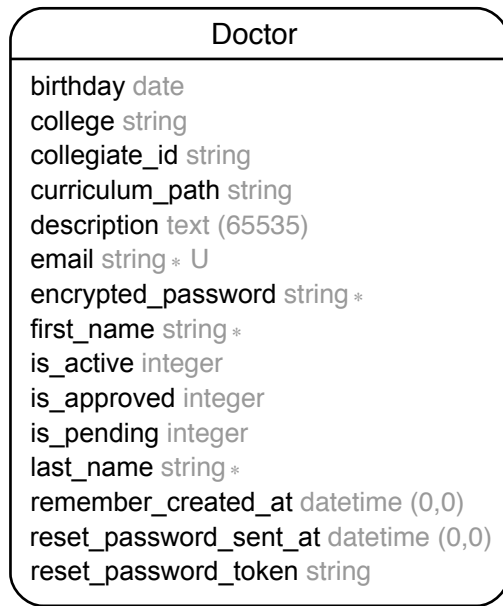 Doctor
birthday date
college string
collegiate_id string
curriculum_path string
description text (65535)
email string * U
encrypted_password string *
first_name string *
is_active integer
is_approved integer
is_pending integer
last_name string *
remember_created_at datetime (0,0)
reset_password_sent_at datetime (0,0)
reset_password_token string